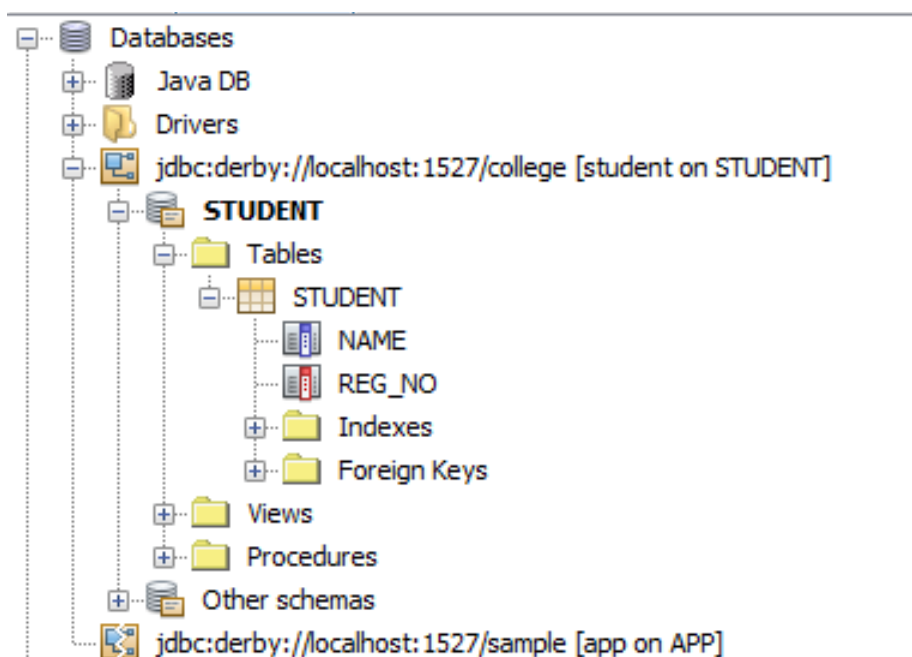 Databases
Java DB
Drivers
jdbc:derby://localhost:1527/college [student on STUDENT]
STUDENT
Tables
STUDENT
NAME
REG_NO
Indexes
Foreign Keys
Views
Procedures
Other schemas
jdbc:derby://localhost:1527/sample [app on APP]